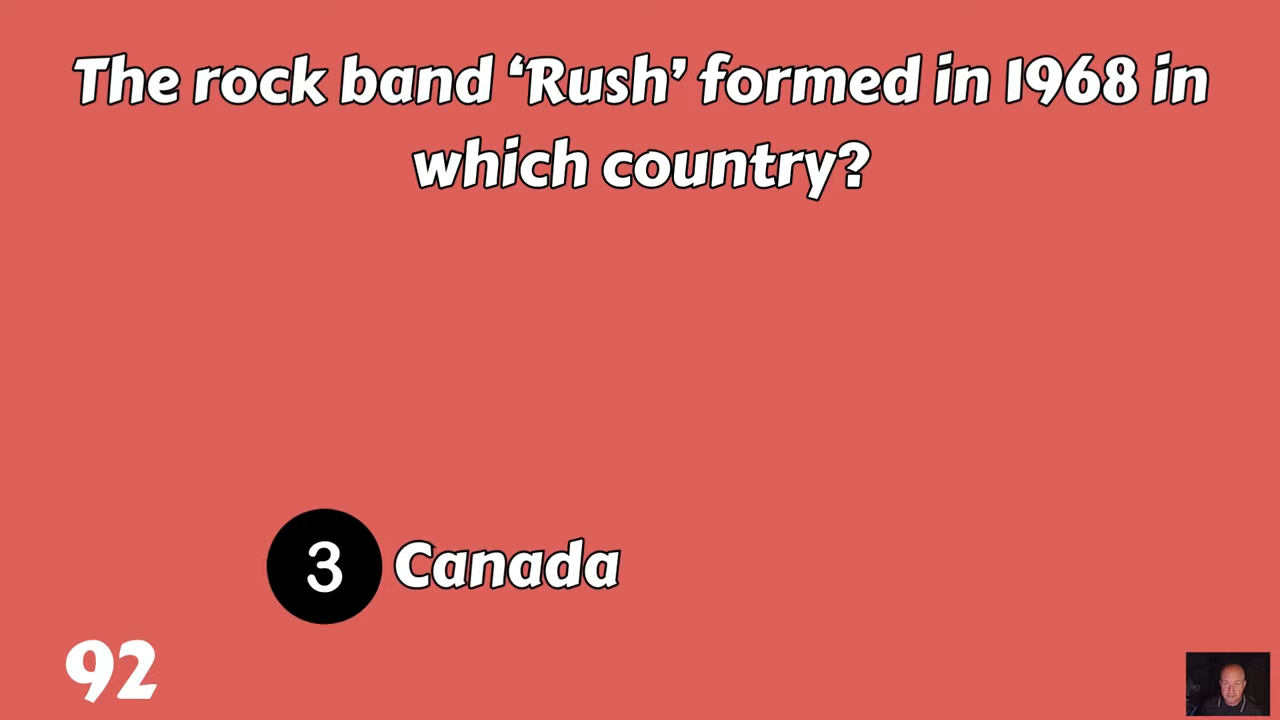 The rock band ‘Rush’ formed in 1968 in
which country?
3 Canada
92